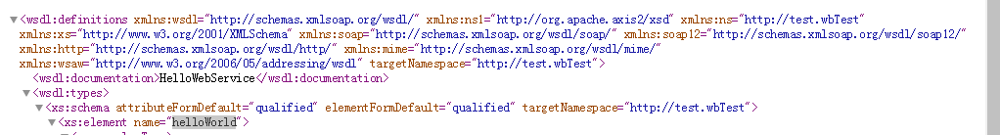 <wsdl:definitions xmlns:wsdl="http://schemas.xmlsoap.org/wsdl/" xmlns:ns1="http://org.apache.axis2/xsd" xmlns:ns="http://test.wbTest"
xmlns:xs="http://www.w3.org/2001/XMLSchema" xmlns:soap="http://schemas.xmlsoap.org/wsdl/soap/" xmlns:soap12="http://schemas.xmlsoap.org/wsdl/soap12/"
xmlns:http="http://schemas.xmlsoap.org/wsdl/http/" xmlns:mime="http://schemas.xmlsoap.org/wsdl/mime/"
xmlns:wsaw="http://www.w3.org/2006/05/addressing/wsdl" targetNamespace="http://test.wbTest">
<wsdl:documentation>HelloWebService</wsdl:documentation>
<wsdl:types>
<xs:schema attributeFormDefault="qualified" elementFormDefault="qualified" targetNamespace="http://test.wbTest">
<xs:element name="helloWorld">